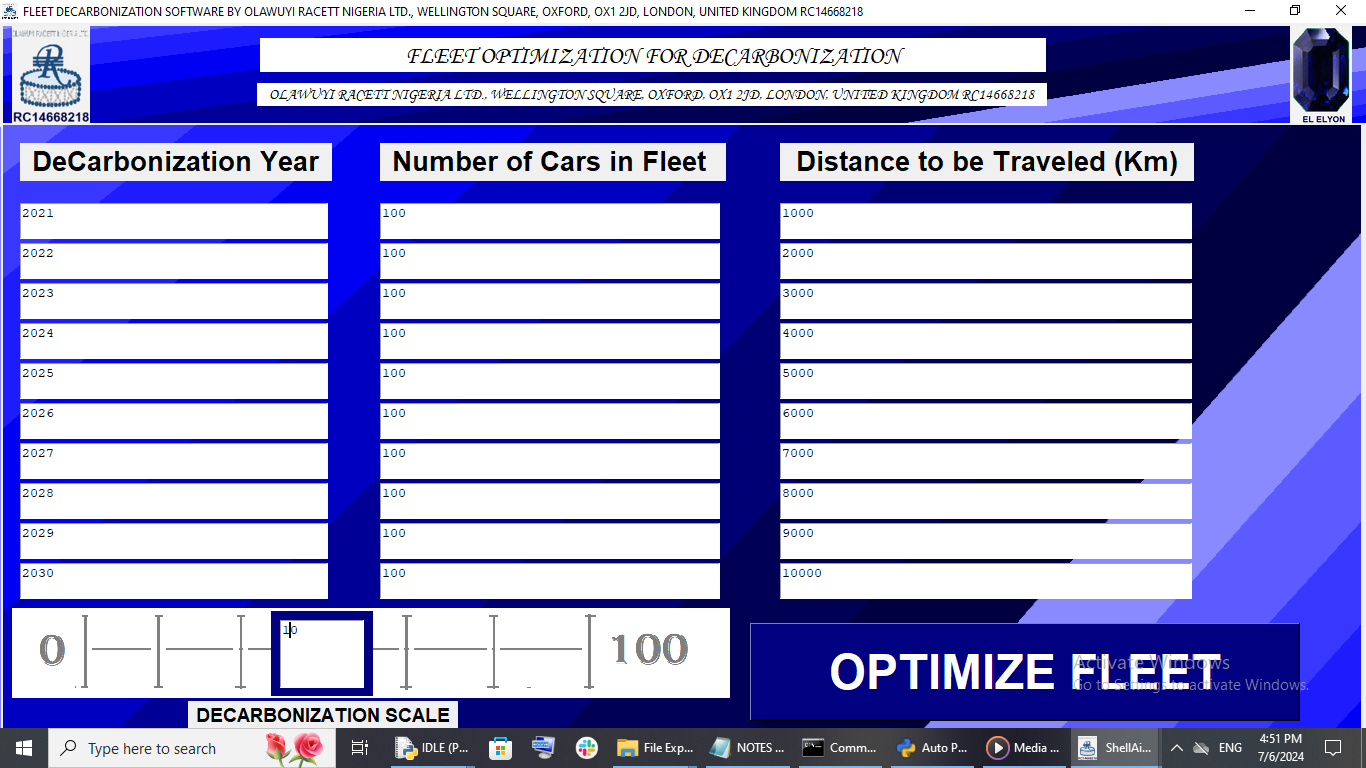 FLEET DECARBONIZATION SOFTWARE BY OLAWUYI RACETT NIGERIA LTD., WELLINGTON SQUARE, OXFORD, OX1 2JD, LONDON, UNITED KINGDOM RC14668218
RC14668218
FLEET OPTIMIZATION FOR DECARBONIZATION
OLAWUYI RACETT NIGERIA LTD., WELLINGTON SQUARE, OXFORD, OX1 2JD, LONDON, UNITED KINGDOM RC14668218
EL ELYON
DeCarbonization Year Number of Cars in Fleet Distance to be Traveled (Km)
2021 100 1000
2022 100 2000
2023 100 3000
2024 100 4000
2025 100 5000
2026 100 6000
2027 100 7000
2028 100 8000
2029 100 9000
2030 100 10000
0 10 100
DECARBONIZATION SCALE
OPTIMIZE FLEET
Activate Windows
Go to Settings to activate Windows.
Type here to search IDLE (P... File Exp... NOTES ... Comm... Auto P... Media ... ShellAi... ENG 4:51 PM
7/6/2024